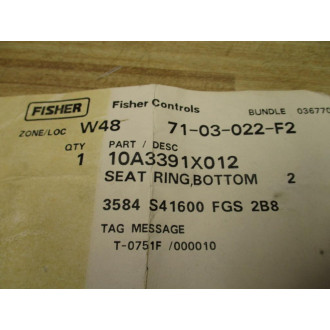 FISHER Fisher Controls BUNDLE 03677
ZONE/LOC W48 71-03-022-F2
QTY PART / DESC
1 10A3391X012
SEAT RING,BOTTOM 2
3584 S41600 FGS 2B8
TAG MESSAGE
T-0751F /000010